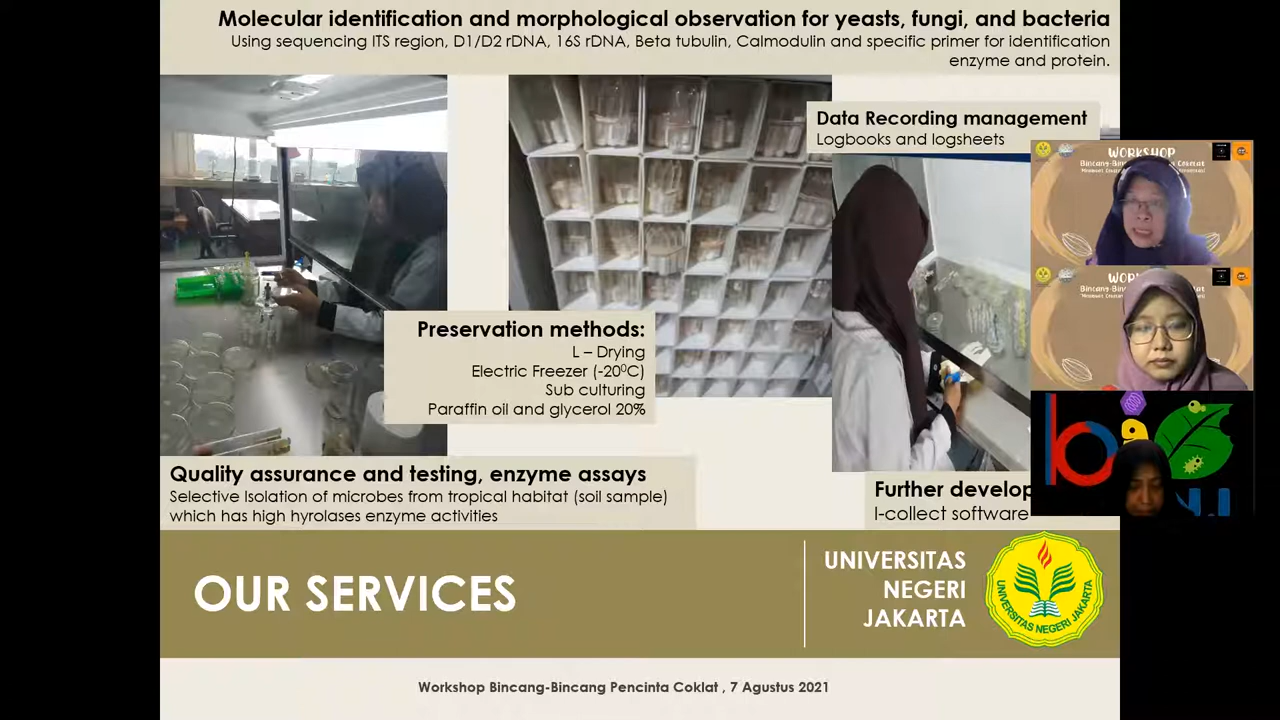 Molecular identification and morphological observation for yeasts, fungi, and bacteria
Using sequencing ITS region, D1/D2 rDNA, 16S rDNA, Beta tubulin, Calmodulin and specific primer for identification
enzyme and protein.
Data Recording management
Logbooks and logsheets
Preservation methods:
L – Drying
Electric Freezer (-20⁰C)
Sub culturing
Paraffin oil and glycerol 20%
Quality assurance and testing, enzyme assays
Selective Isolation of microbes from tropical habitat (soil sample)
which has high hyrolases enzyme activities
Further develop
I-collect software
WORKSHOP
OUR SERVICES
UNIVERSITAS
NEGERI
JAKARTA
UNIVERSITAS NEGERI JAKARTA
Workshop Bincang-Bincang Pencinta Coklat , 7 Agustus 2021